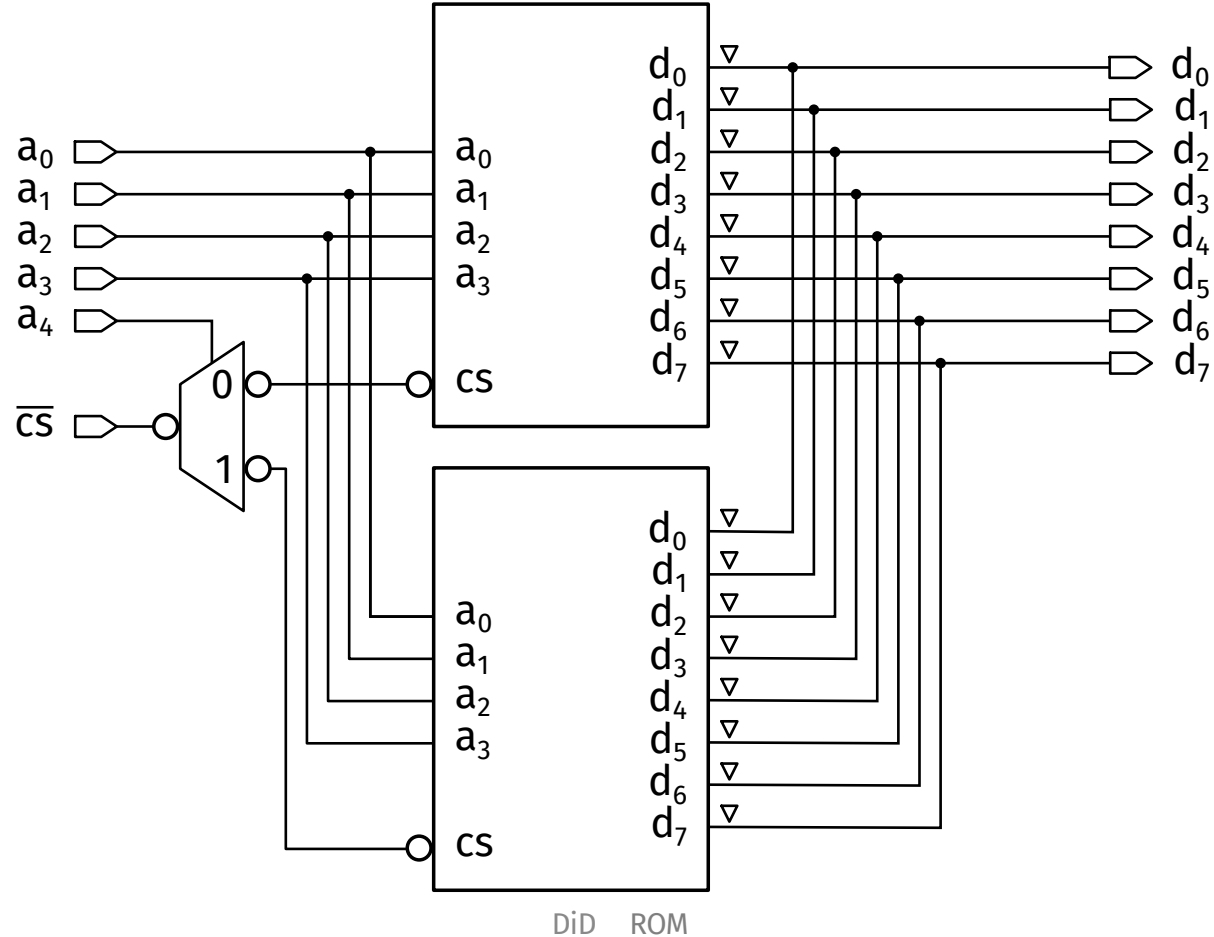 d₀ d₀
d₁ d₁
a₀ a₀ d₂ d₂
a₁ a₁ d₃ d₃
a₂ a₂ d₄ d₄
a₃ a₃ d₅ d₅
a₄ d₆ d₆
d₇ d₇
0 cs
c̅s̅
1
d₀
d₁
a₀ d₂
a₁ d₃
a₂ d₄
a₃ d₅
d₆
d₇
cs
DiD ROM